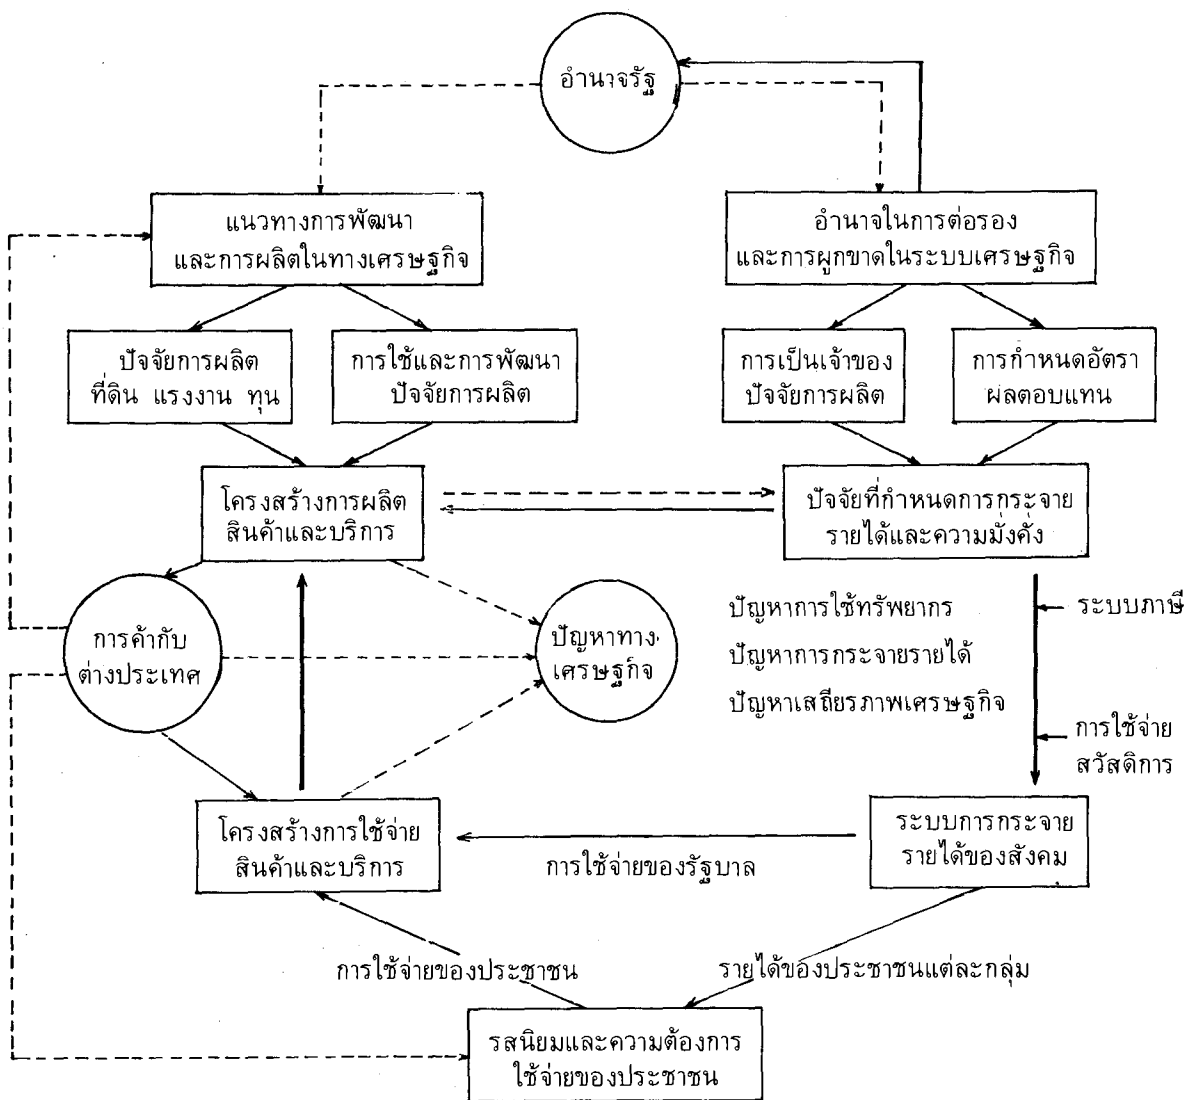 อำนาจรัฐ
แนวทางการพัฒนา
และการผลิตในทางเศรษฐกิจ
อำนาจในการต่อรอง
และการผูกขาดในระบบเศรษฐกิจ
ปัจจัยการผลิต
ที่ดิน แรงงาน ทุน
การใช้และการพัฒนา
ปัจจัยการผลิต
การเป็นเจ้าของ
ปัจจัยการผลิต
การกำหนดอัตรา
ผลตอบแทน
โครงสร้างการผลิต
สินค้าและบริการ
ปัจจัยที่กำหนดการกระจาย
รายได้และความมั่งคั่ง
การค้ากับ
ต่างประเทศ
ปัญหาทาง
เศรษฐกิจ
ปัญหาการใช้ทรัพยากร
ปัญหาการกระจายรายได้
ปัญหาเสถียรภาพเศรษฐกิจ
ระบบภาษี
การใช้จ่าย
สวัสดิการ
โครงสร้างการใช้จ่าย
สินค้าและบริการ
การใช้จ่ายของรัฐบาล
ระบบการกระจาย
รายได้ของสังคม
การใช้จ่ายของประชาชน
รายได้ของประชาชนแต่ละกลุ่ม
รสนิยมและความต้องการ
ใช้จ่ายของประชาชน